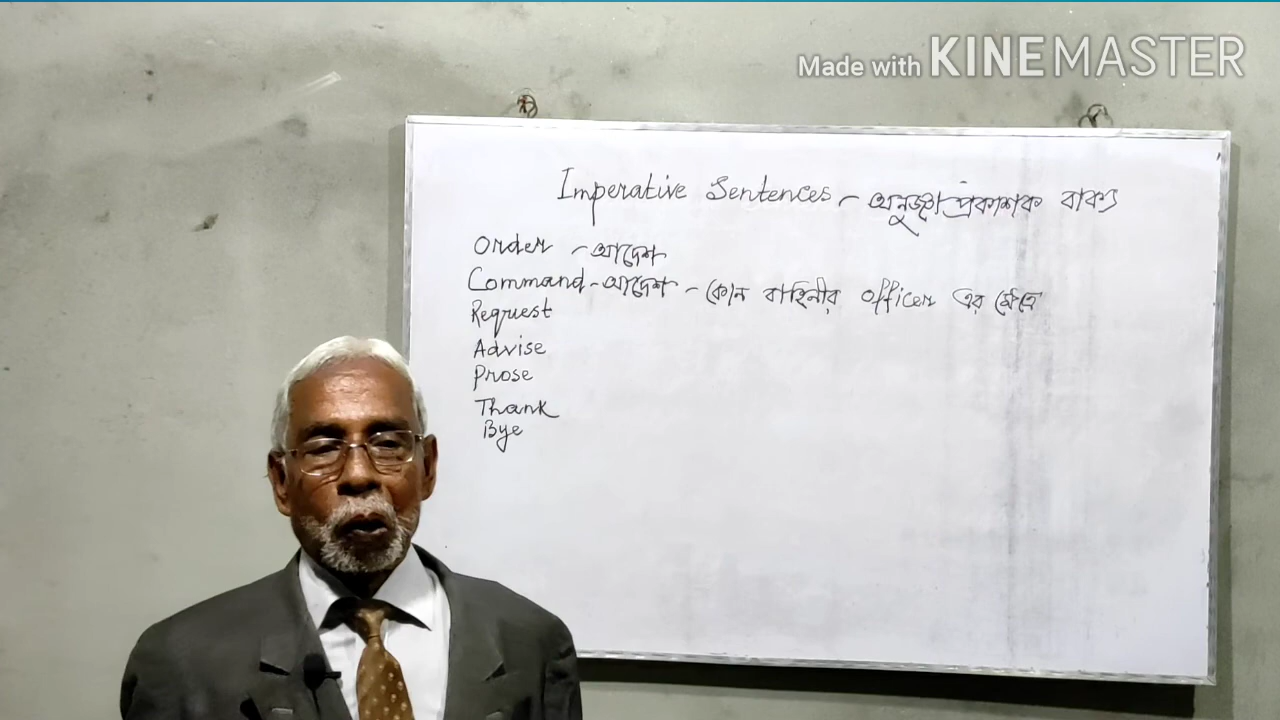 Made with KINEMASTER
Imperative Sentences - অনুজ্ঞা প্রকাশক বাক্য
Order - আদেশ
Command - আদেশ - কোন বাহিনীর officer এর ক্ষেত্রে
Request
Advise
Prose
Thank
Bye